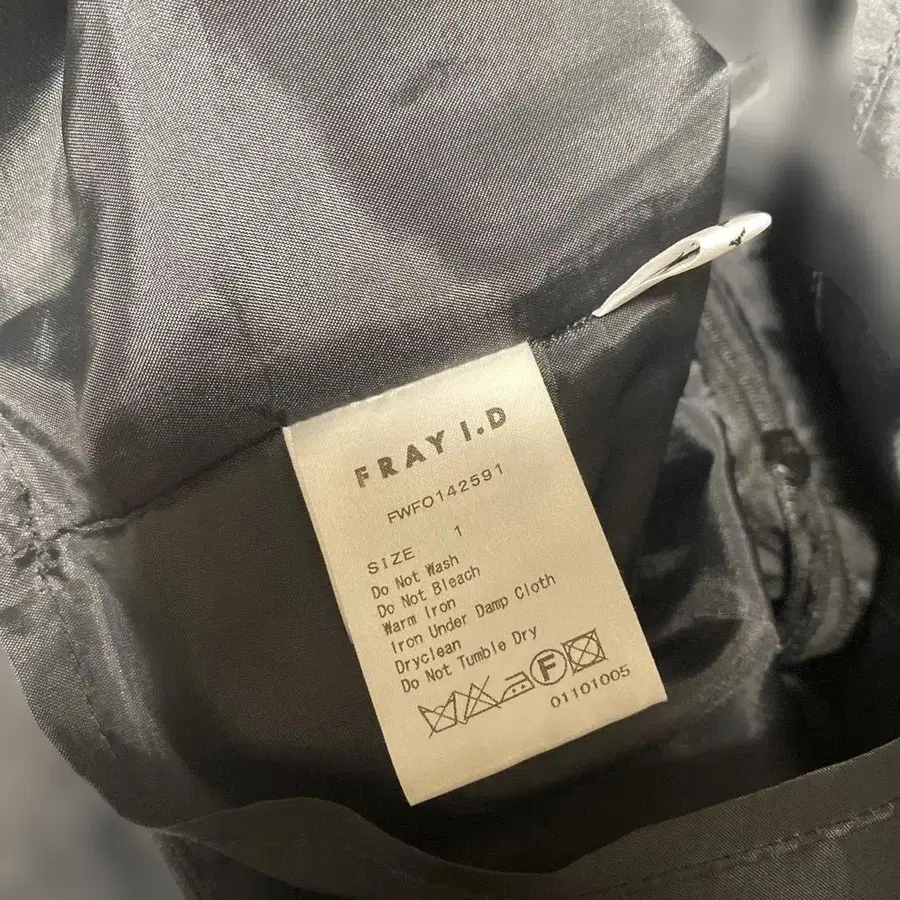 FRAY I.D
FWFO142591
SIZE 1
Do Not Wash
Do Not Bleach
Warm Iron
Iron Under Damp Cloth
Dryclean
Do Not Tumble Dry
F
01101005